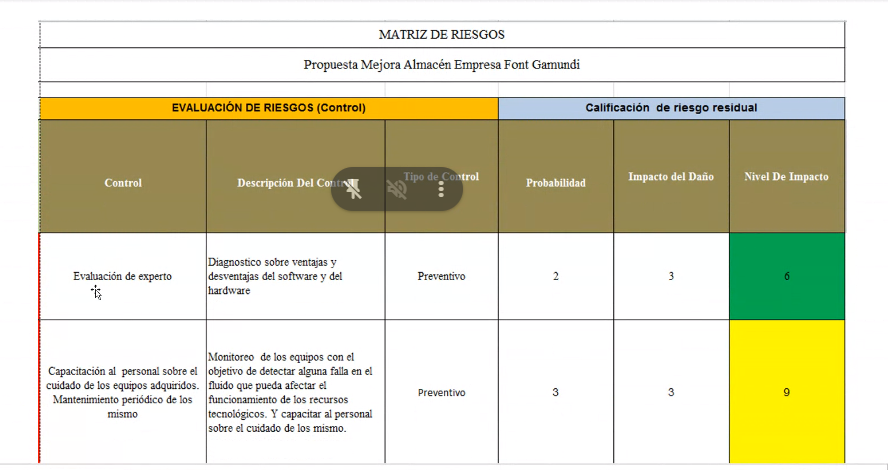 MATRIZ DE RIESGOS
Propuesta Mejora Almacén Empresa Font Gamundi
EVALUACIÓN DE RIESGOS (Control)
Calificación de riesgo residual
Control
Descripción Del Control
Tipo de Control
Probabilidad
Impacto del Daño
Nivel De Impacto
Evaluación de experto
Diagnostico sobre ventajas y
desventajas del software y del
hardware
Preventivo
2
3
6
Capacitación al personal sobre el
cuidado de los equipos adquiridos.
Mantenimiento periódico de los
mismo
Monitoreo de los equipos con el
objetivo de detectar alguna falla en el
fluido que pueda afectar el
funcionamiento de los recursos
tecnológicos. Y capacitar al personal
sobre el cuidado de los mismo.
Preventivo
3
3
9